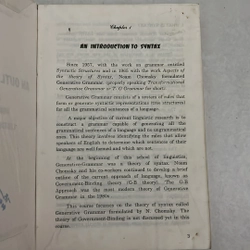 Chapter 1
AN INTRODUCTION TO SYNTAX
Since 1957, with the work on grammar entitled
Syntactic Structures and in 1965 with the work Aspects of
the theory of Syntax, Noam Chomsky formulated
Generative Grammar (properly speaking Transformational
Generative Grammar or T. G Grammar for short).
Generative Grammar consists of a series of rules that
form or generate syntactic representations (tree structures)
for all the grammatical sentences of a language.
A major objective of current linguistic research is to
construct a grammar capable of generating all the
grammatical sentences of a language and no ungrammatical
ones. This theory involves identifying the rules that allow
speakers of English to determine which sentences of their
language are well formed and which are not.
At the beginning of this school of linguistics,
Generative Grammar was a theory of syntax. Noam
Chomsky and his co-workers continued to develop a brief
outline of the current approach of language, known as
Government-Binding theory (G.B theory). The G.B
Approach was the most modern theory of Generative
Grammar in the 1990s.
This course focuses on the theory of syntax called
Generative Grammar formulated by N. Chomsky. The
theory of Government-Binding is not discussed yet in this
course.